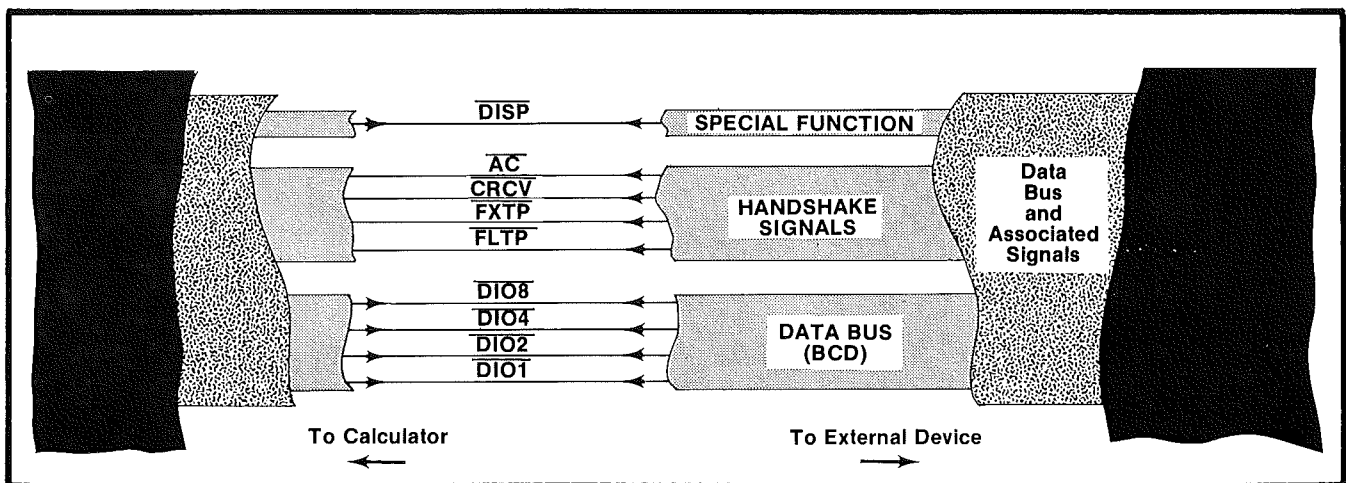 DISP
SPECIAL FUNCTION
AC
CRCV
FXTP
FLTP
HANDSHAKE
SIGNALS
Data
Bus
and
Associated
Signals
DIO8
DIO4
DIO2
DIO1
DATA BUS
(BCD)
To Calculator
To External Device